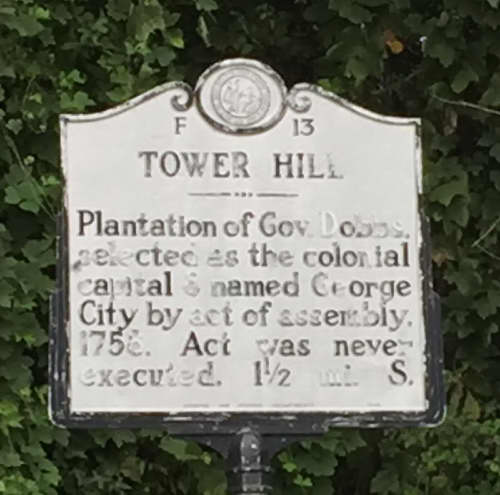 F 13
TOWER HILL
Plantation of Gov. Dobbs,
selected as the colonial
capital & named George
City by act of assembly,
1758. Act was never
executed. 1½ mi. S.